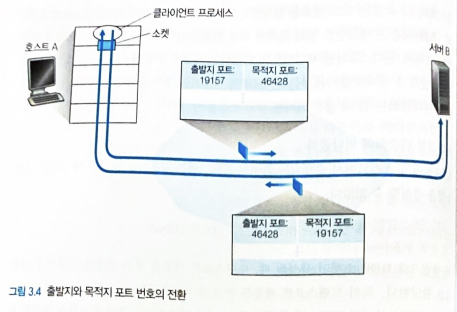 클라이언트 프로세스
소켓
호스트 A
서버 B
출발지 포트: 목적지 포트:
19157 46428
출발지 포트: 목적지 포트:
46428 19157
그림 3.4 출발지와 목적지 포트 번호의 전환